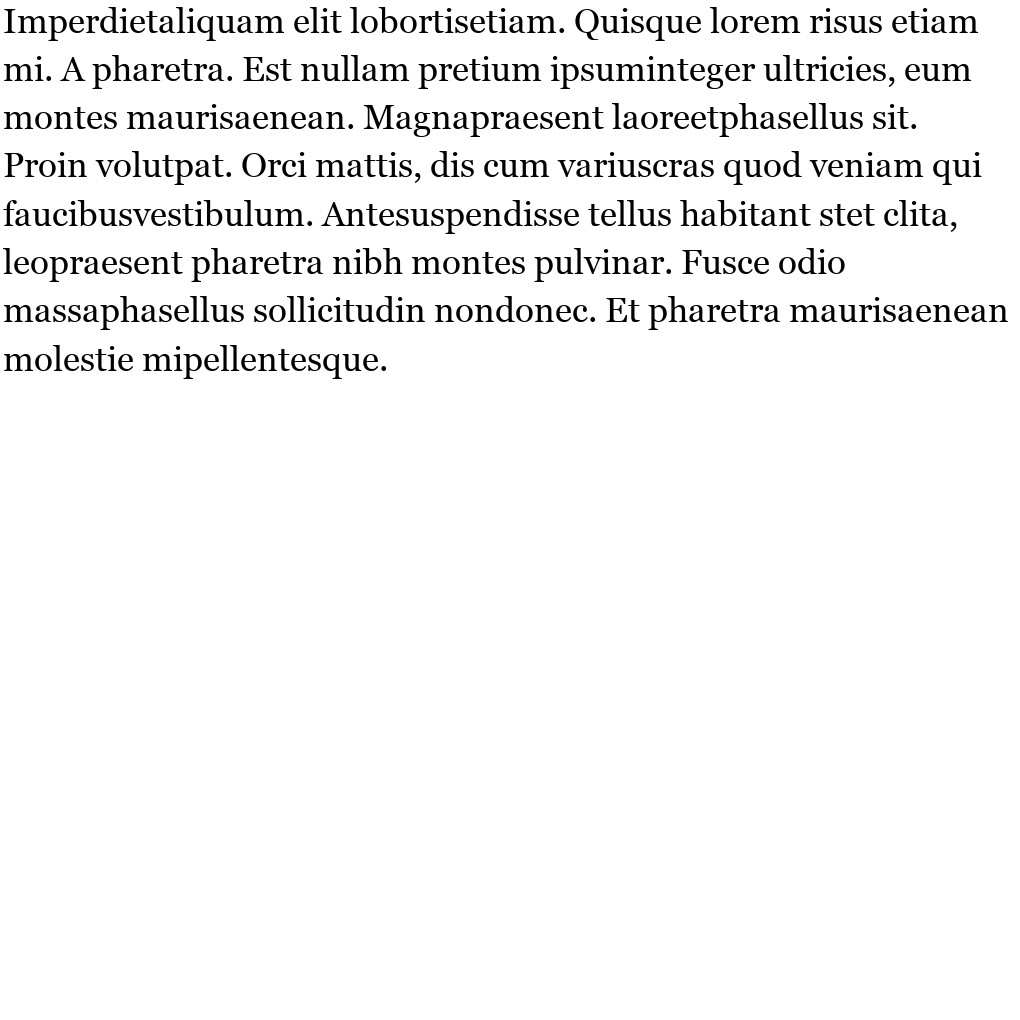 Imperdietaliquam elit lobortisetiam. Quisque lorem risus etiam
mi. A pharetra. Est nullam pretium ipsuminteger ultricies, eum
montes maurisaenean. Magnapraesent laoreetphasellus sit.
Proin volutpat. Orci mattis, dis cum variuscras quod veniam qui
faucibusvestibulum. Antesuspendisse tellus habitant stet clita,
leopraesent pharetra nibh montes pulvinar. Fusce odio
massaphasellus sollicitudin nondonec. Et pharetra maurisaenean
molestie mipellentesque.